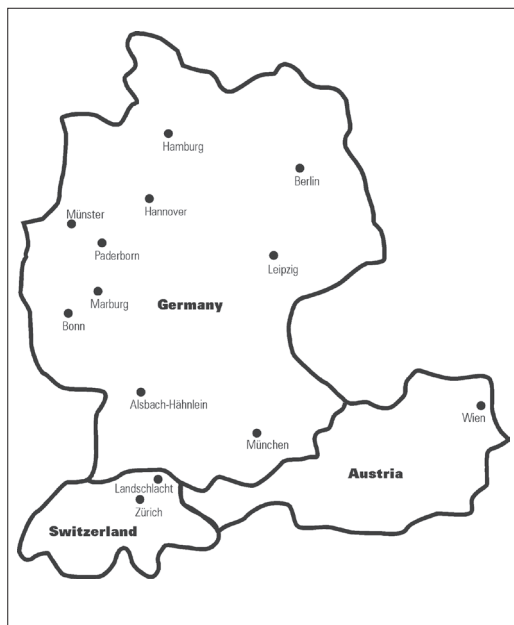 Hamburg
Berlin
Hannover
Münster
Paderborn
Leipzig
Marburg
Germany
Bonn
Alsbach-Hähnlein
Wien
München
Austria
Landschlacht
Zürich
Switzerland